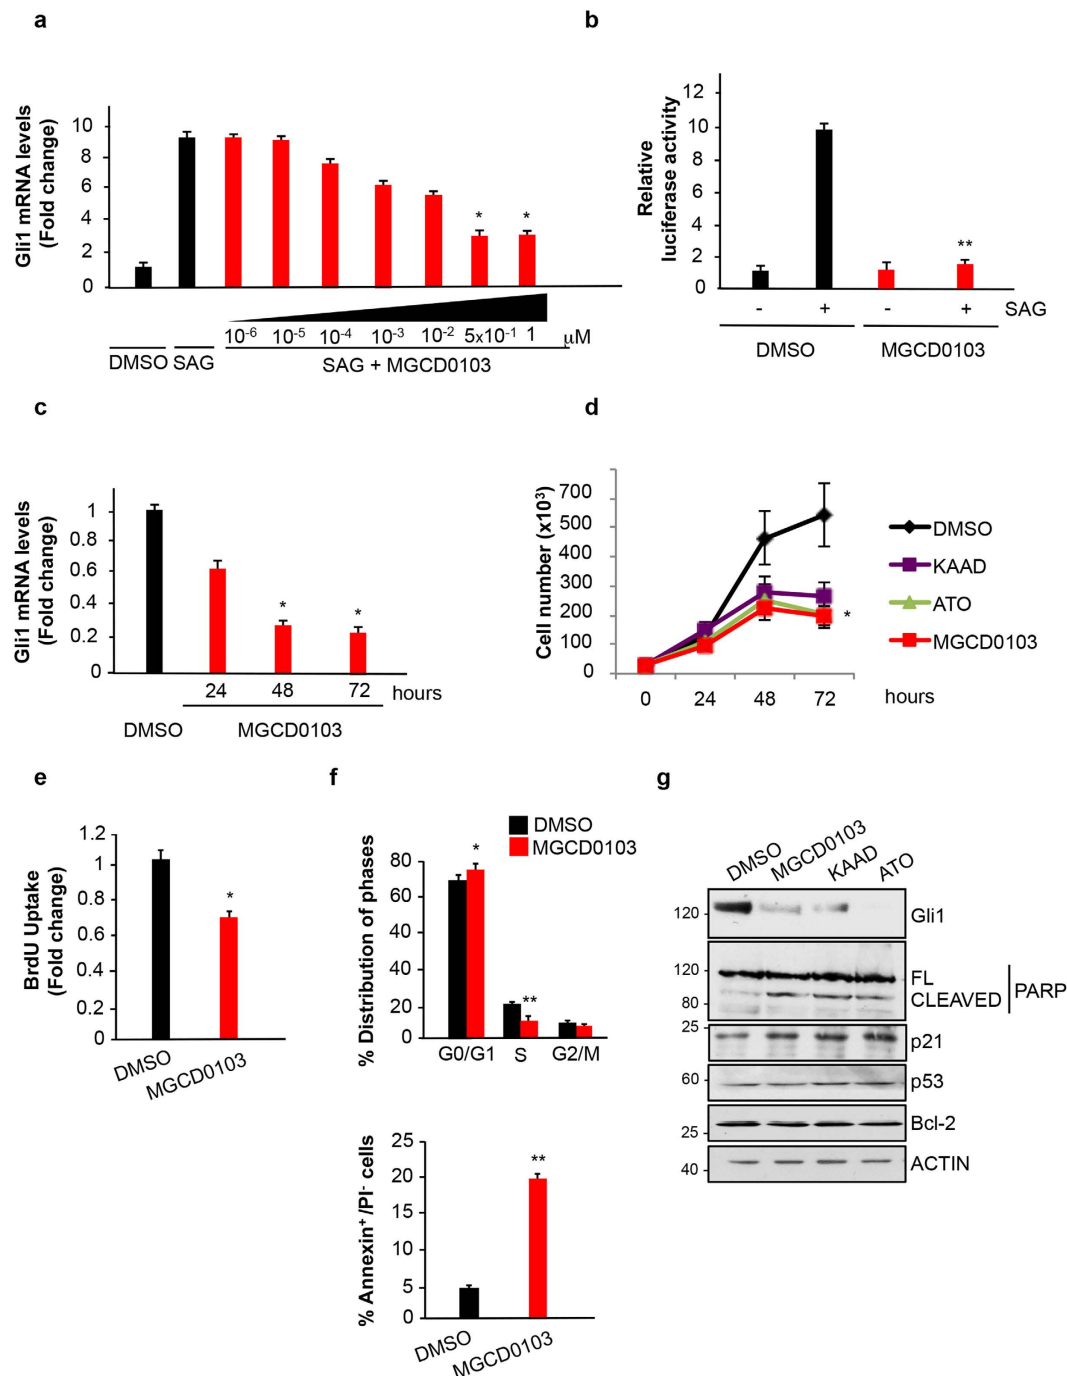 a
Gli1 mRNA levels
(Fold change)
10
8
6
4
2
0
* *
10-6 10-5 10-4 10-3 10-2 5x10-1 1 µM
DMSO SAG SAG + MGCD0103
b
Relative
luciferase activity
12
10
8
6
4
2
0
**
- + - + SAG
DMSO MGCD0103
c
Gli1 mRNA levels
(Fold change)
1
0.8
0.6
0.4
0.2
0
* *
24 48 72 hours
DMSO MGCD0103
d
Cell number (x10³)
700
500
400
300
200
100
0
*
0 24 48 72 hours
DMSO
KAAD
ATO
MGCD0103
e
BrdU Uptake
(Fold change)
1.2
1
0.8
0.6
0.4
0.2
0
*
DMSO
MGCD0103
f
DMSO
MGCD0103
% Distribution of phases
80
60
40
20
0
*
**
G0/G1 S G2/M
% Annexin⁺/PI⁻ cells
25
20
15
10
5
0
**
DMSO
MGCD0103
g
DMSO MGCD0103 KAAD ATO
120 Gli1
120 FL
80 CLEAVED PARP
25 p21
60 p53
25 Bcl-2
40 ACTIN